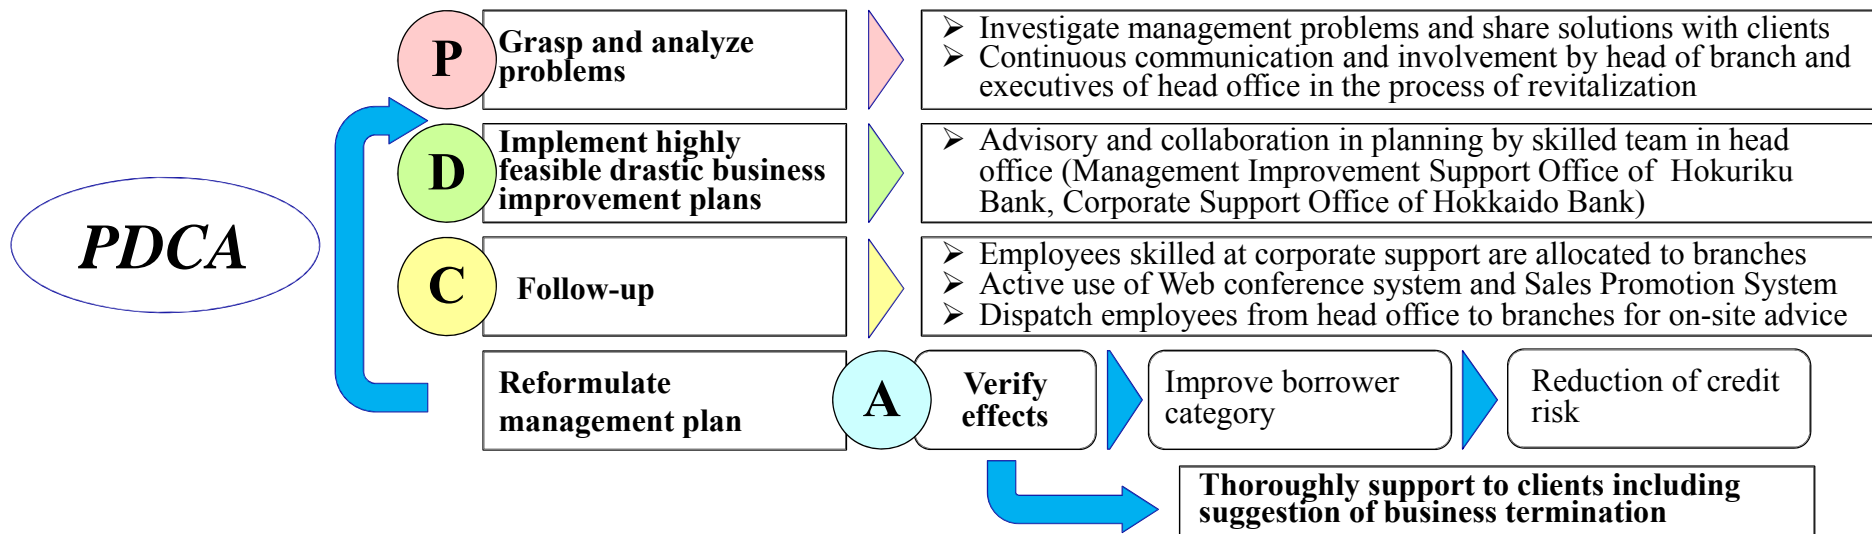 PDCA
P
Grasp and analyze
problems
➢ Investigate management problems and share solutions with clients
➢ Continuous communication and involvement by head of branch and
executives of head office in the process of revitalization
D
Implement highly
feasible drastic business
improvement plans
➢ Advisory and collaboration in planning by skilled team in head
office (Management Improvement Support Office of Hokuriku
Bank, Corporate Support Office of Hokkaido Bank)
C
Follow-up
➢ Employees skilled at corporate support are allocated to branches
➢ Active use of Web conference system and Sales Promotion System
➢ Dispatch employees from head office to branches for on-site advice
Reformulate
management plan
A
Verify
effects
Improve borrower
category
Reduction of credit
risk
Thoroughly support to clients including
suggestion of business termination